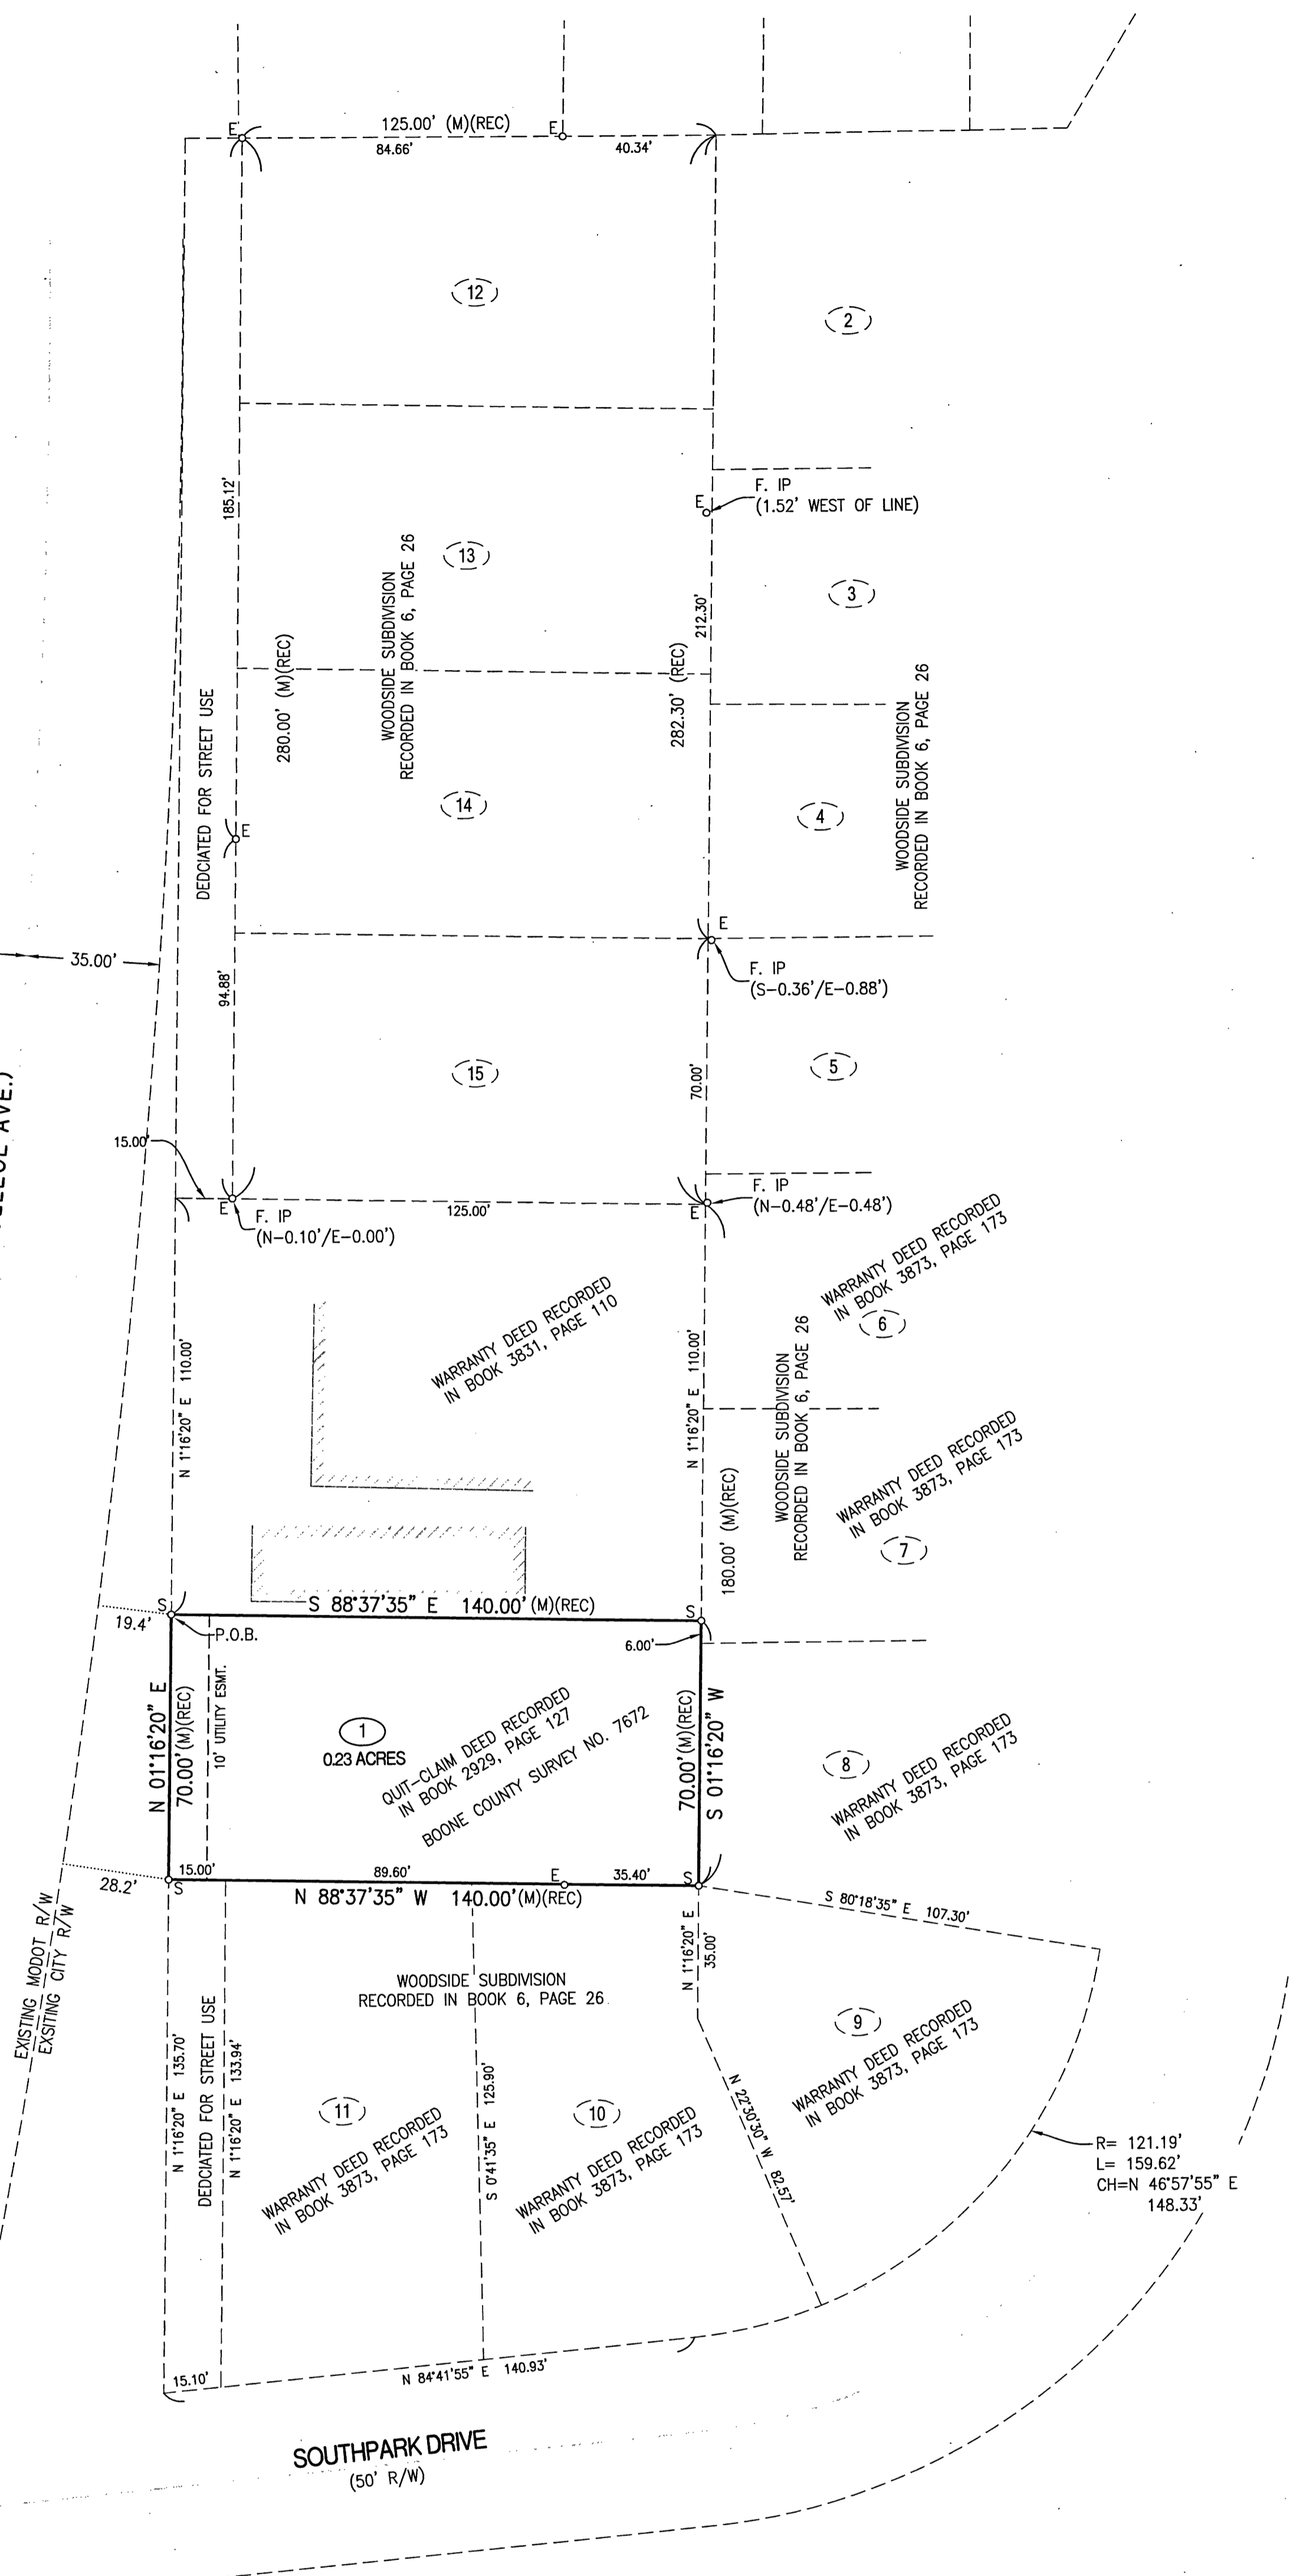 125.00' (M)(REC)
E
E
84.66'
40.34'
12
2
185.12'
E
F. IP
(1.52' WEST OF LINE)
13
WOODSIDE SUBDIVISION
RECORDED IN BOOK 6, PAGE 26
3
212.30'
280.00' (M)(REC)
282.30' (REC)
DEDCIATED FOR STREET USE
WOODSIDE SUBDIVISION
RECORDED IN BOOK 6, PAGE 26
14
4
E
E
35.00'
F. IP
(S-0.36'/E-0.88')
94.88'
15
5
70.00'
AVE.)
15.00'
E
125.00'
E
F. IP
(N-0.48'/E-0.48')
F. IP
(N-0.10'/E-0.00')
WARRANTY DEED RECORDED
IN BOOK 3873, PAGE 173
6
WARRANTY DEED RECORDED
IN BOOK 3831, PAGE 110
N 1°16'20" E 110.00'
N 1°16'20" E 110.00'
WOODSIDE SUBDIVISION
RECORDED IN BOOK 6, PAGE 26
WARRANTY DEED RECORDED
IN BOOK 3873, PAGE 173
7
180.00' (M)(REC)
S
S 88°37'35" E 140.00'(M)(REC)
S
19.4'
P.O.B.
6.00'
N 01°16'20" E
70.00'(M)(REC)
10' UTILITY ESMT.
1
0.23 ACRES
QUIT-CLAIM DEED RECORDED
IN BOOK 2929, PAGE 127
BOONE COUNTY SURVEY NO. 7672
70.00'(M)(REC)
S 01°16'20" W
8
WARRANTY DEED RECORDED
IN BOOK 3873, PAGE 173
15.00'
89.60'
E
35.40'
28.2'
S
N 88°37'35" W 140.00'(M)(REC)
S
S 80°18'35" E 107.30'
N 1°16'20" E
35.00'
EXISTING MODOT R/W
EXSITING CITY R/W
WOODSIDE SUBDIVISION
RECORDED IN BOOK 6, PAGE 26
9
WARRANTY DEED RECORDED
IN BOOK 3873, PAGE 173
N 1°16'20" E 135.70'
DEDCIATED FOR STREET USE
N 1°16'20" E 133.94'
11
WARRANTY DEED RECORDED
IN BOOK 3873, PAGE 173
S 0°41'35" E 125.90'
10
WARRANTY DEED RECORDED
IN BOOK 3873, PAGE 173
N 22°30'30" W 82.57'
R= 121.19'
L= 159.62'
CH=N 46°57'55" E
148.33'
15.10'
N 84°41'55" E 140.93'
SOUTHPARK DRIVE
(50' R/W)